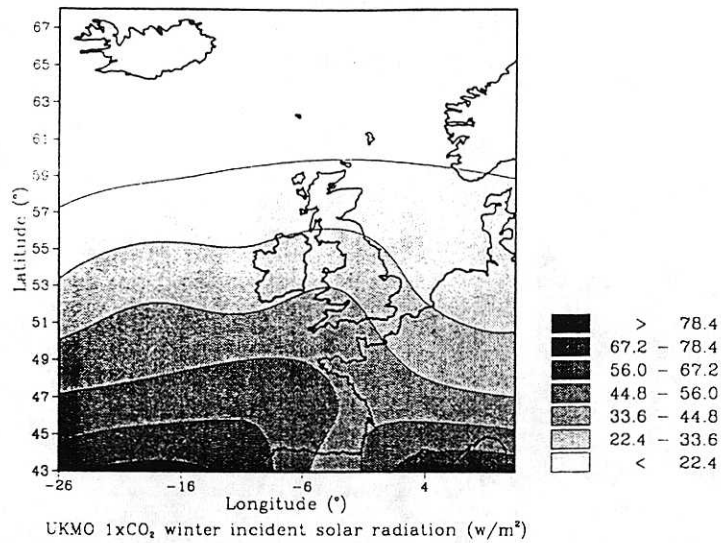 67
65
63
61
59
57
55
53
51
49
47
45
43
Latitude (°)
-26
-16
-6
4
Longitude (°)
UKMO 1xCO₂ winter incident solar radiation (w/m²)
> 78.4
67.2 – 78.4
56.0 – 67.2
44.8 – 56.0
33.6 – 44.8
22.4 – 33.6
< 22.4